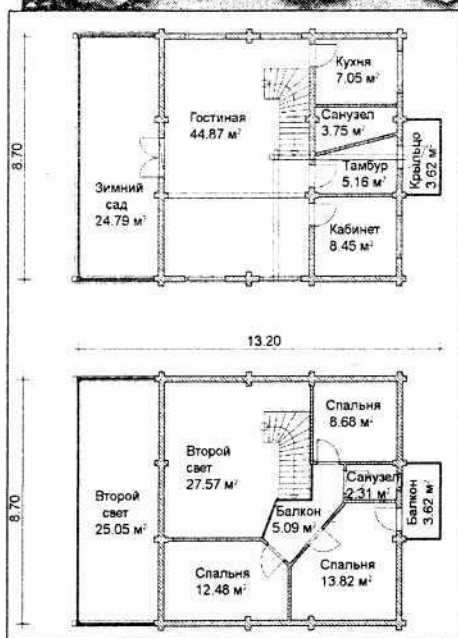 Кухня
7.05 м²
Гостиная
44.87 м²
Санузел
3.75 м²
Тамбур
5.16 м²
Крыльцо
3.62 м²
8.70
Зимний
сад
24.79 м²
Кабинет
8.45 м²
13.20
Спальня
8.68 м²
Второй
свет
27.57 м²
Санузел
2.31 м²
Балкон
3.62 м²
8.70
Второй
свет
25.05 м²
Балкон
5.09 м²
Спальня
12.48 м²
Спальня
13.82 м²